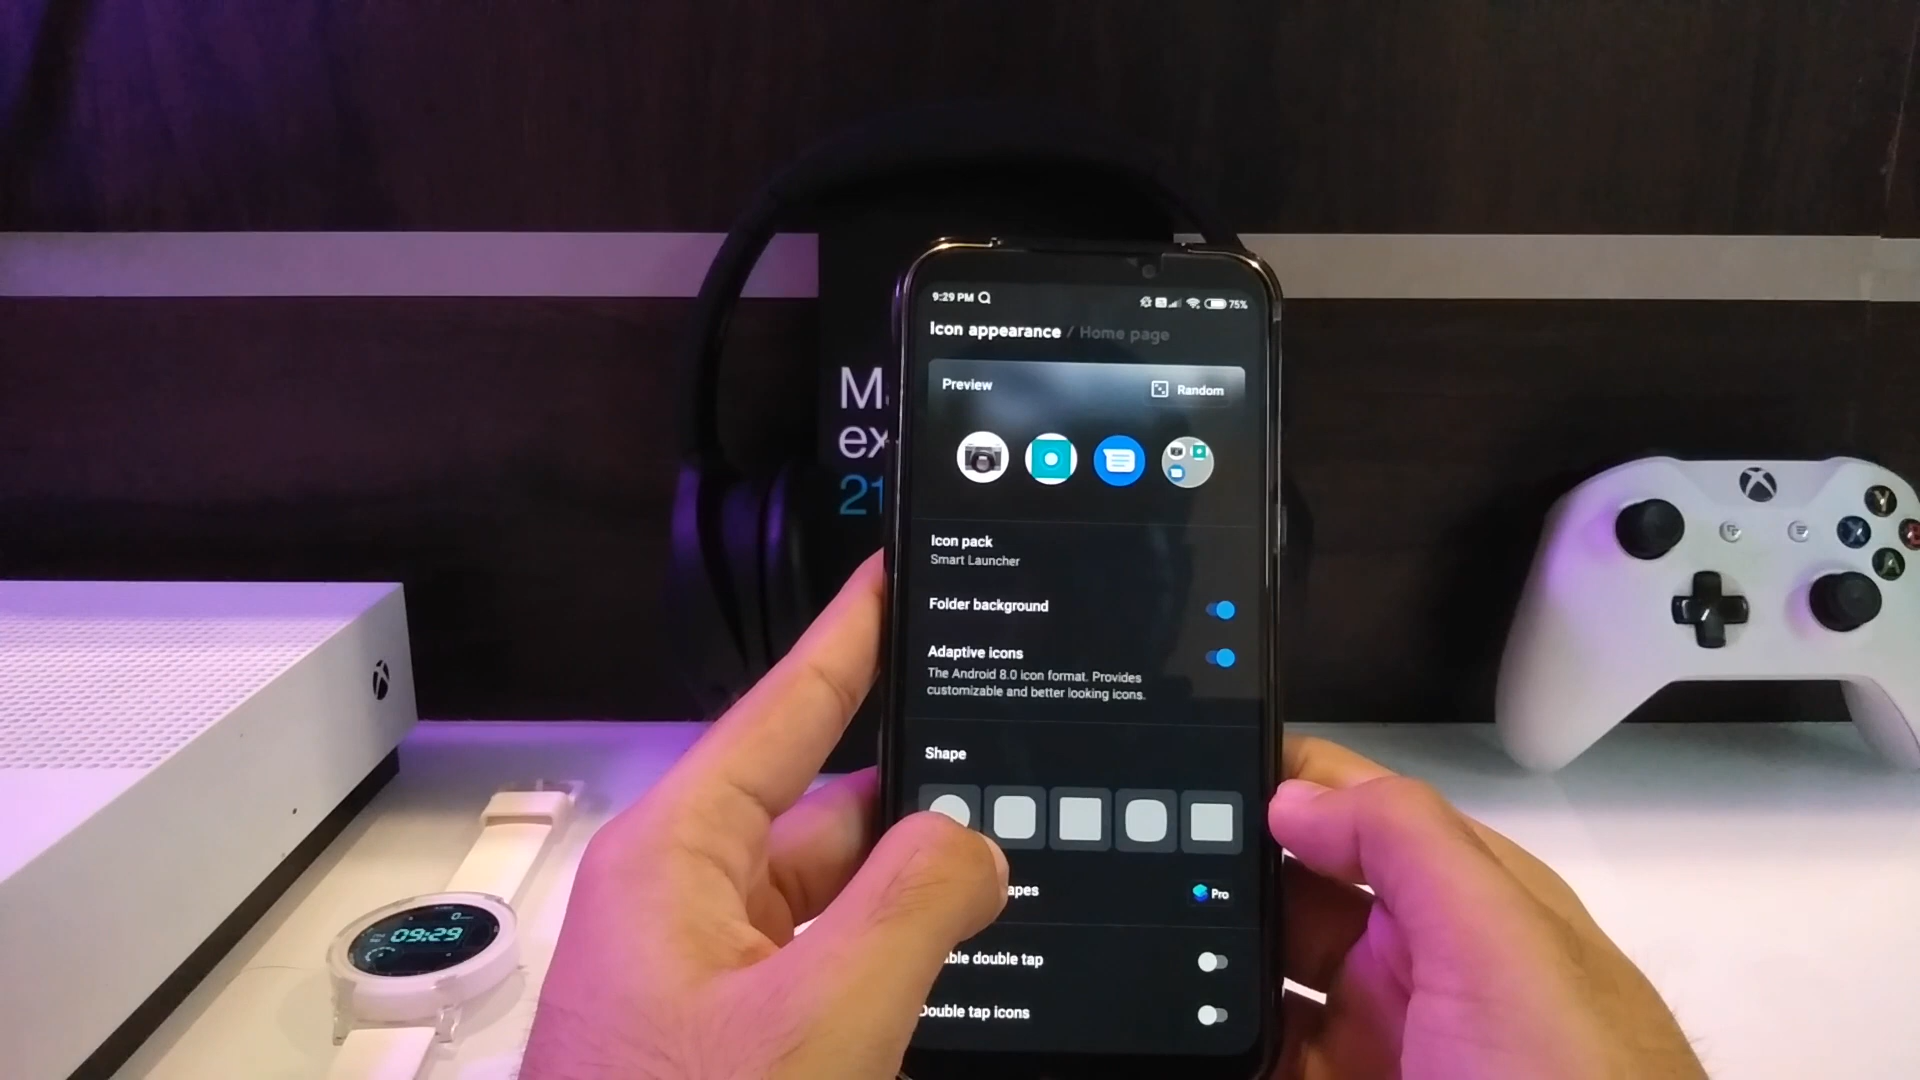 9:29 PM
75%
Icon appearance / Home page
Preview
Random
Icon pack
Smart Launcher
Folder background
Adaptive icons
The Android 8.0 icon format. Provides
customizable and better looking icons.
Shape
Pro
double tap
Double tap icons
21
09:29
0
Y
X
A